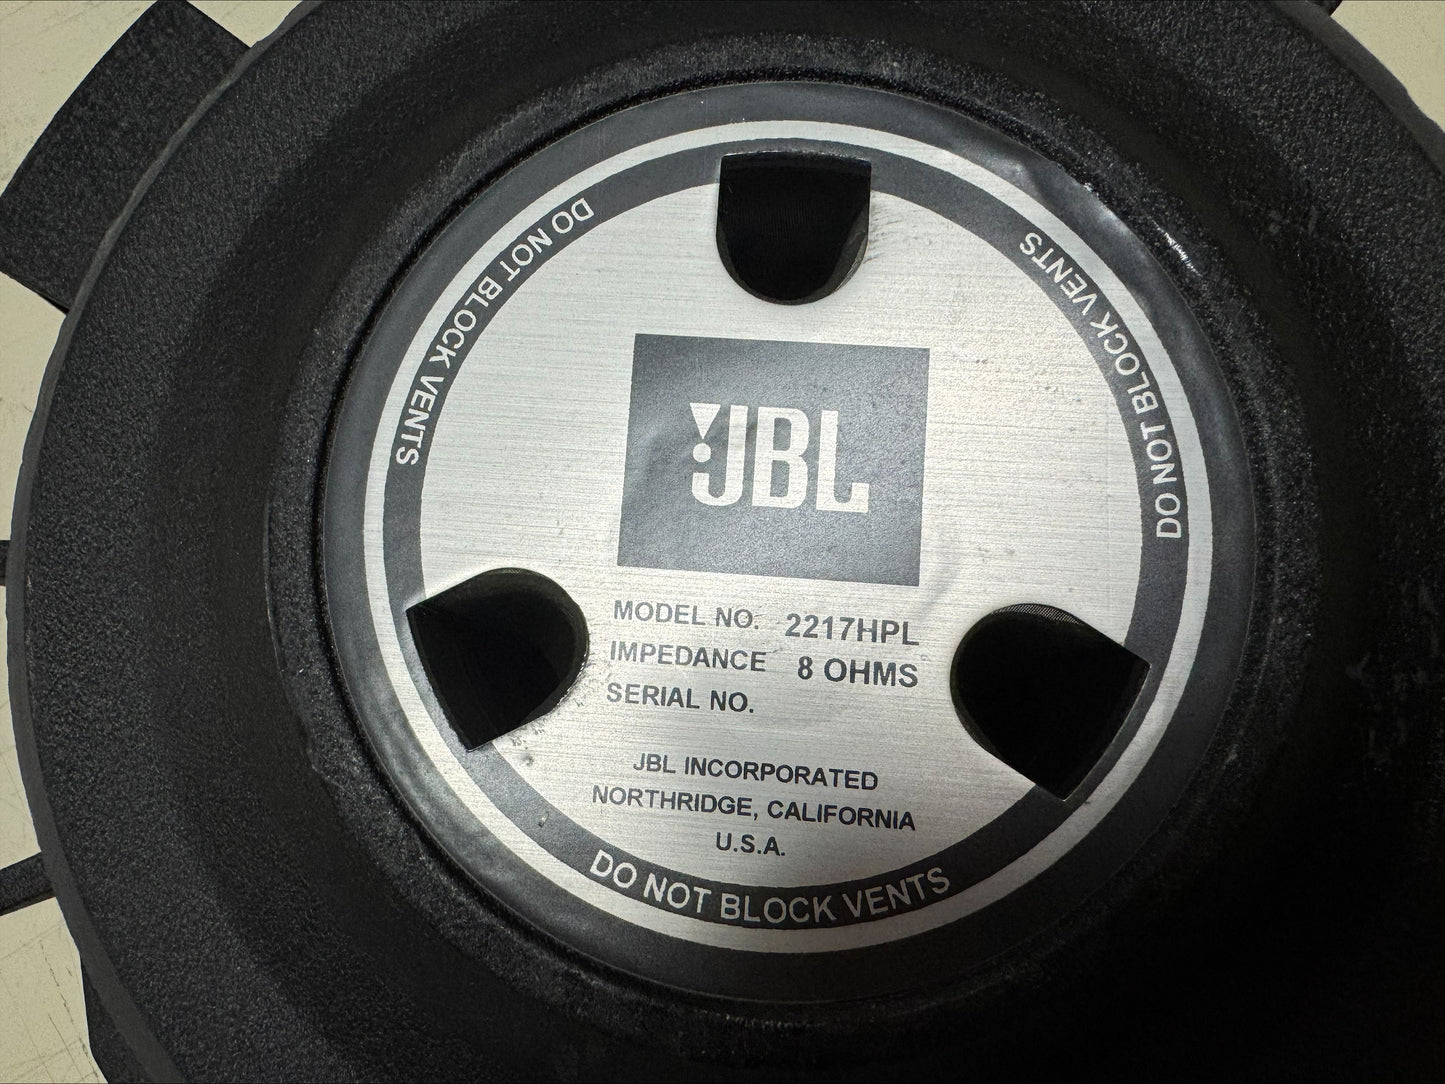 DO NOT BLOCK VENTS
DO NOT BLOCK VENTS
JBL
MODEL NO. 2217HPL
IMPEDANCE 8 OHMS
SERIAL NO.
JBL INCORPORATED
NORTHRIDGE, CALIFORNIA
U.S.A.
DO NOT BLOCK VENTS